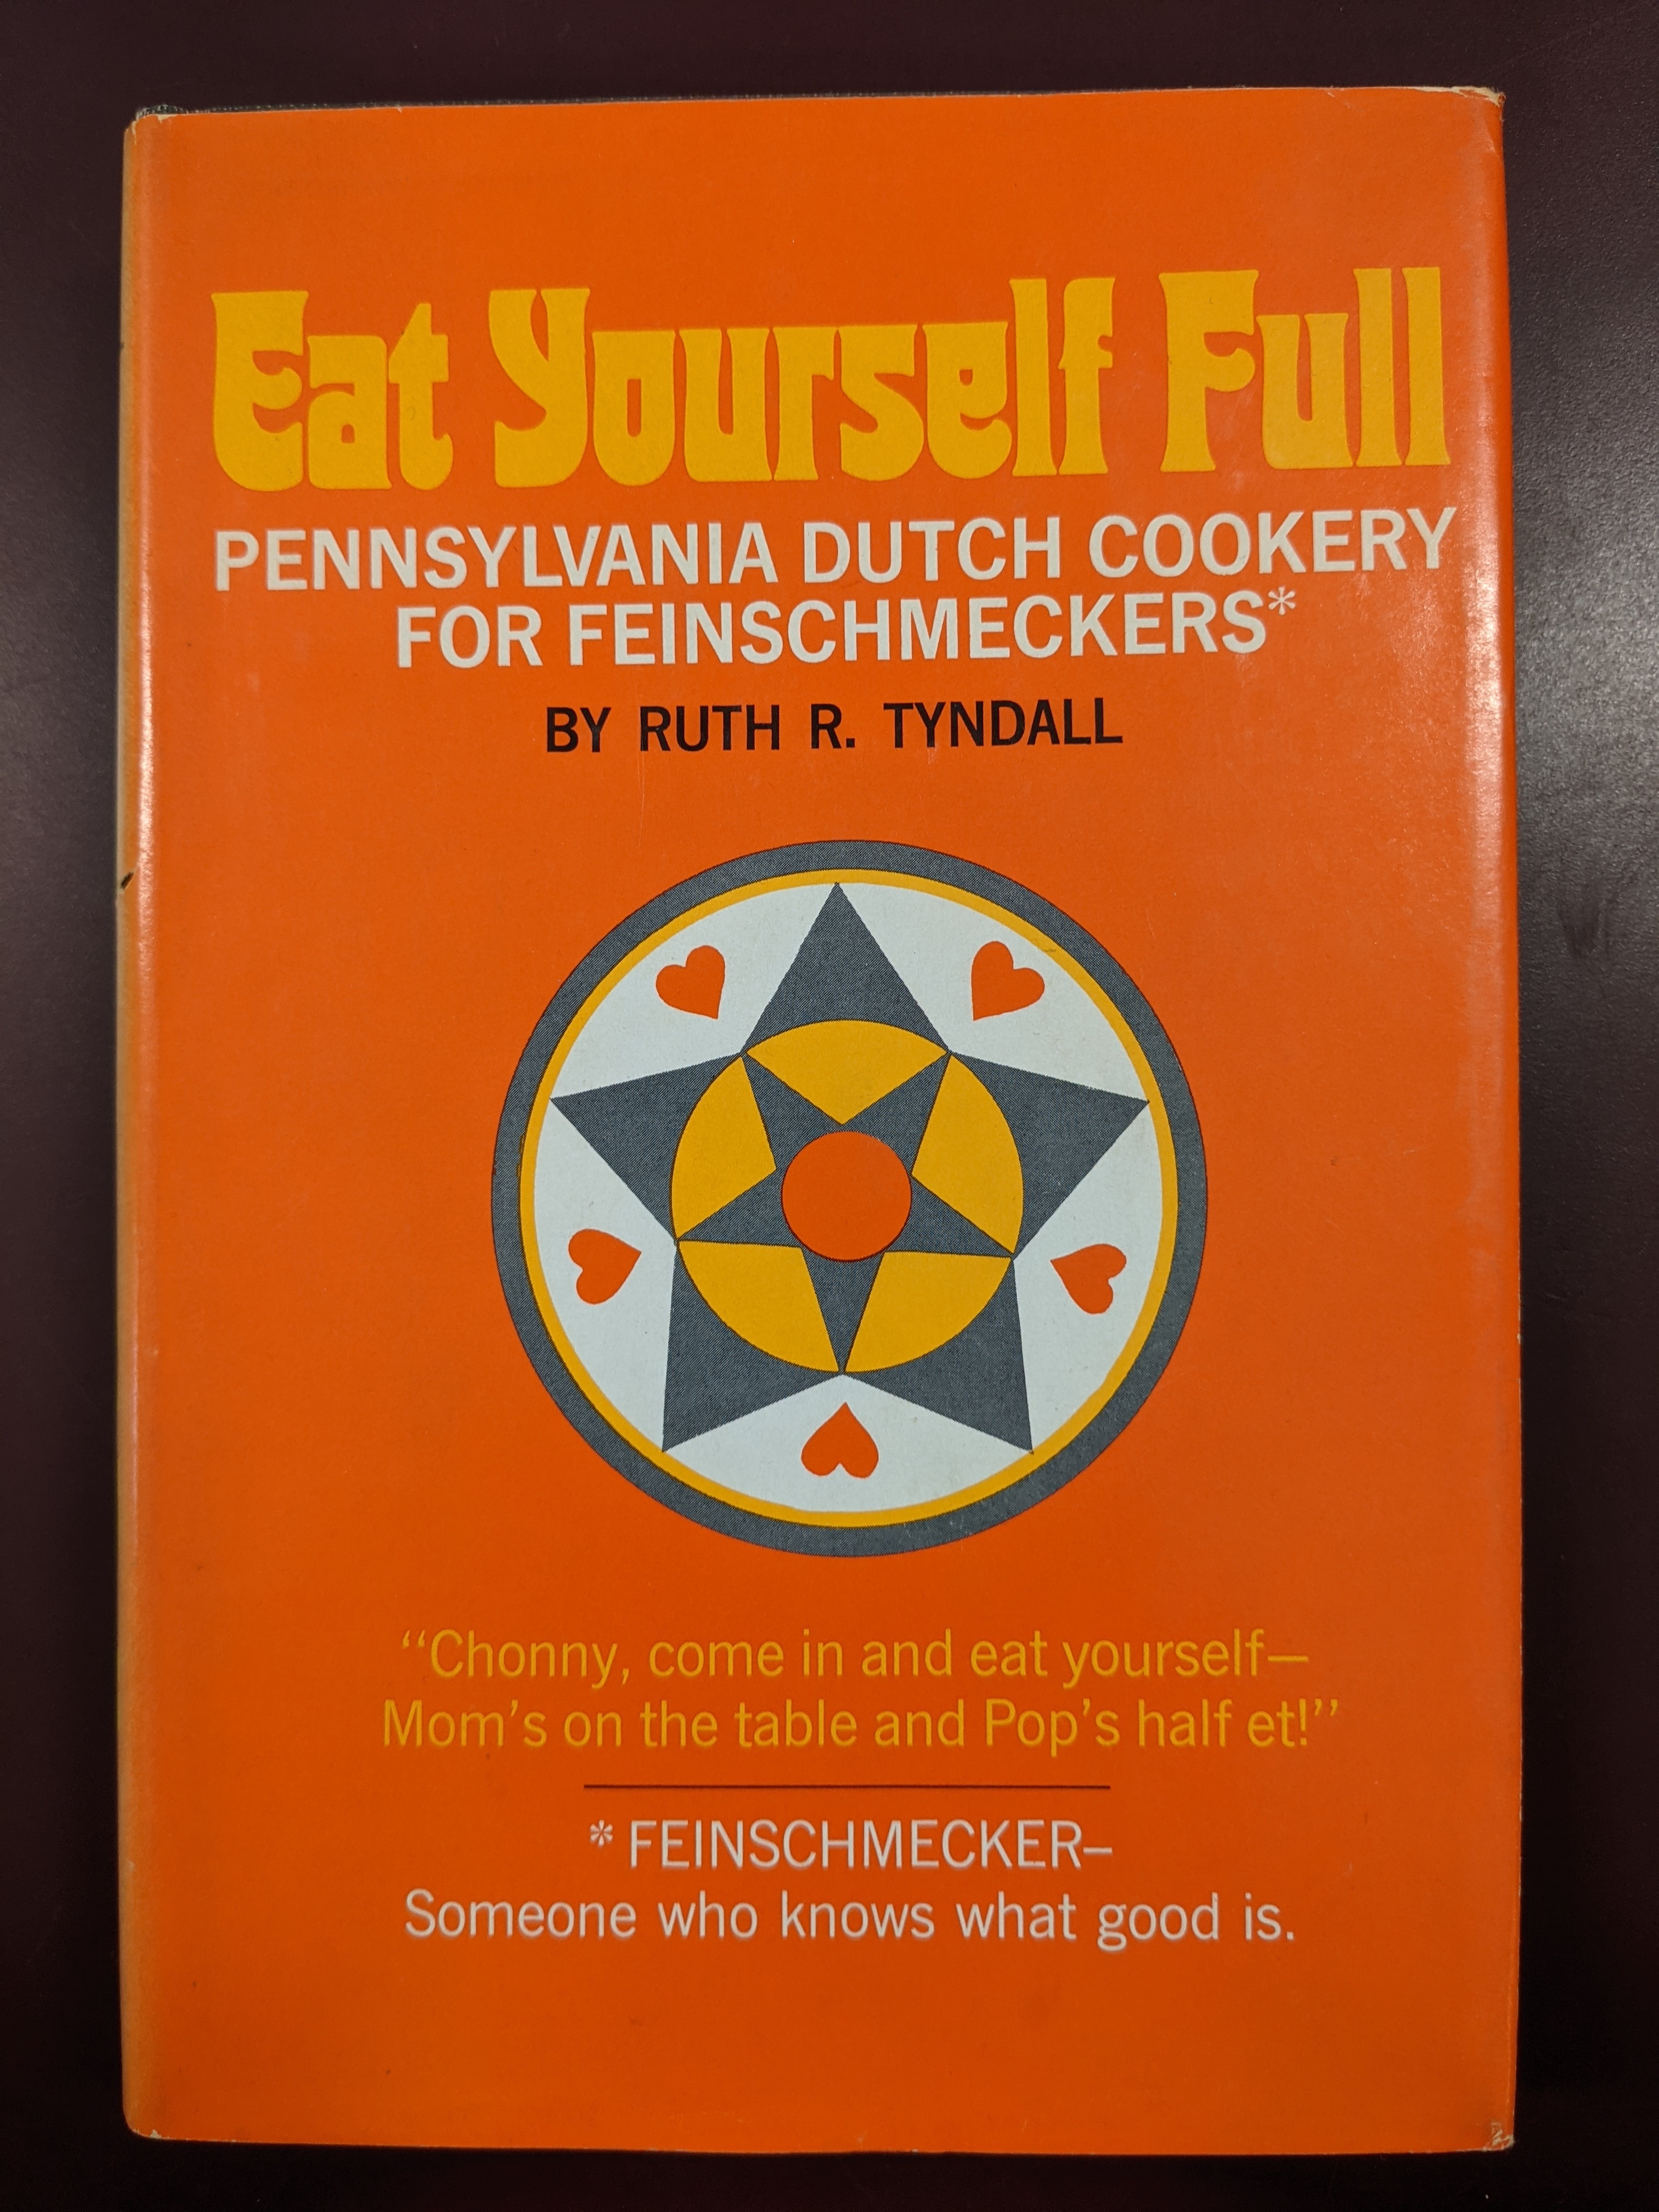 Eat Yourself Full
PENNSYLVANIA DUTCH COOKERY
FOR FEINSCHMECKERS*
BY RUTH R. TYNDALL
“Chonny, come in and eat yourself—
Mom’s on the table and Pop’s half et!”
* FEINSCHMECKER—
Someone who knows what good is.